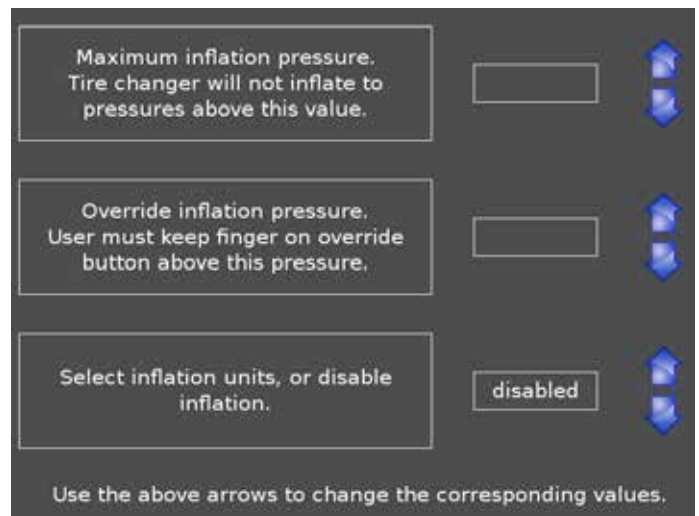 Maximum inflation pressure.
Tire changer will not inflate to
pressures above this value.
Override inflation pressure.
User must keep finger on override
button above this pressure.
Select inflation units, or disable
inflation.
disabled
Use the above arrows to change the corresponding values.